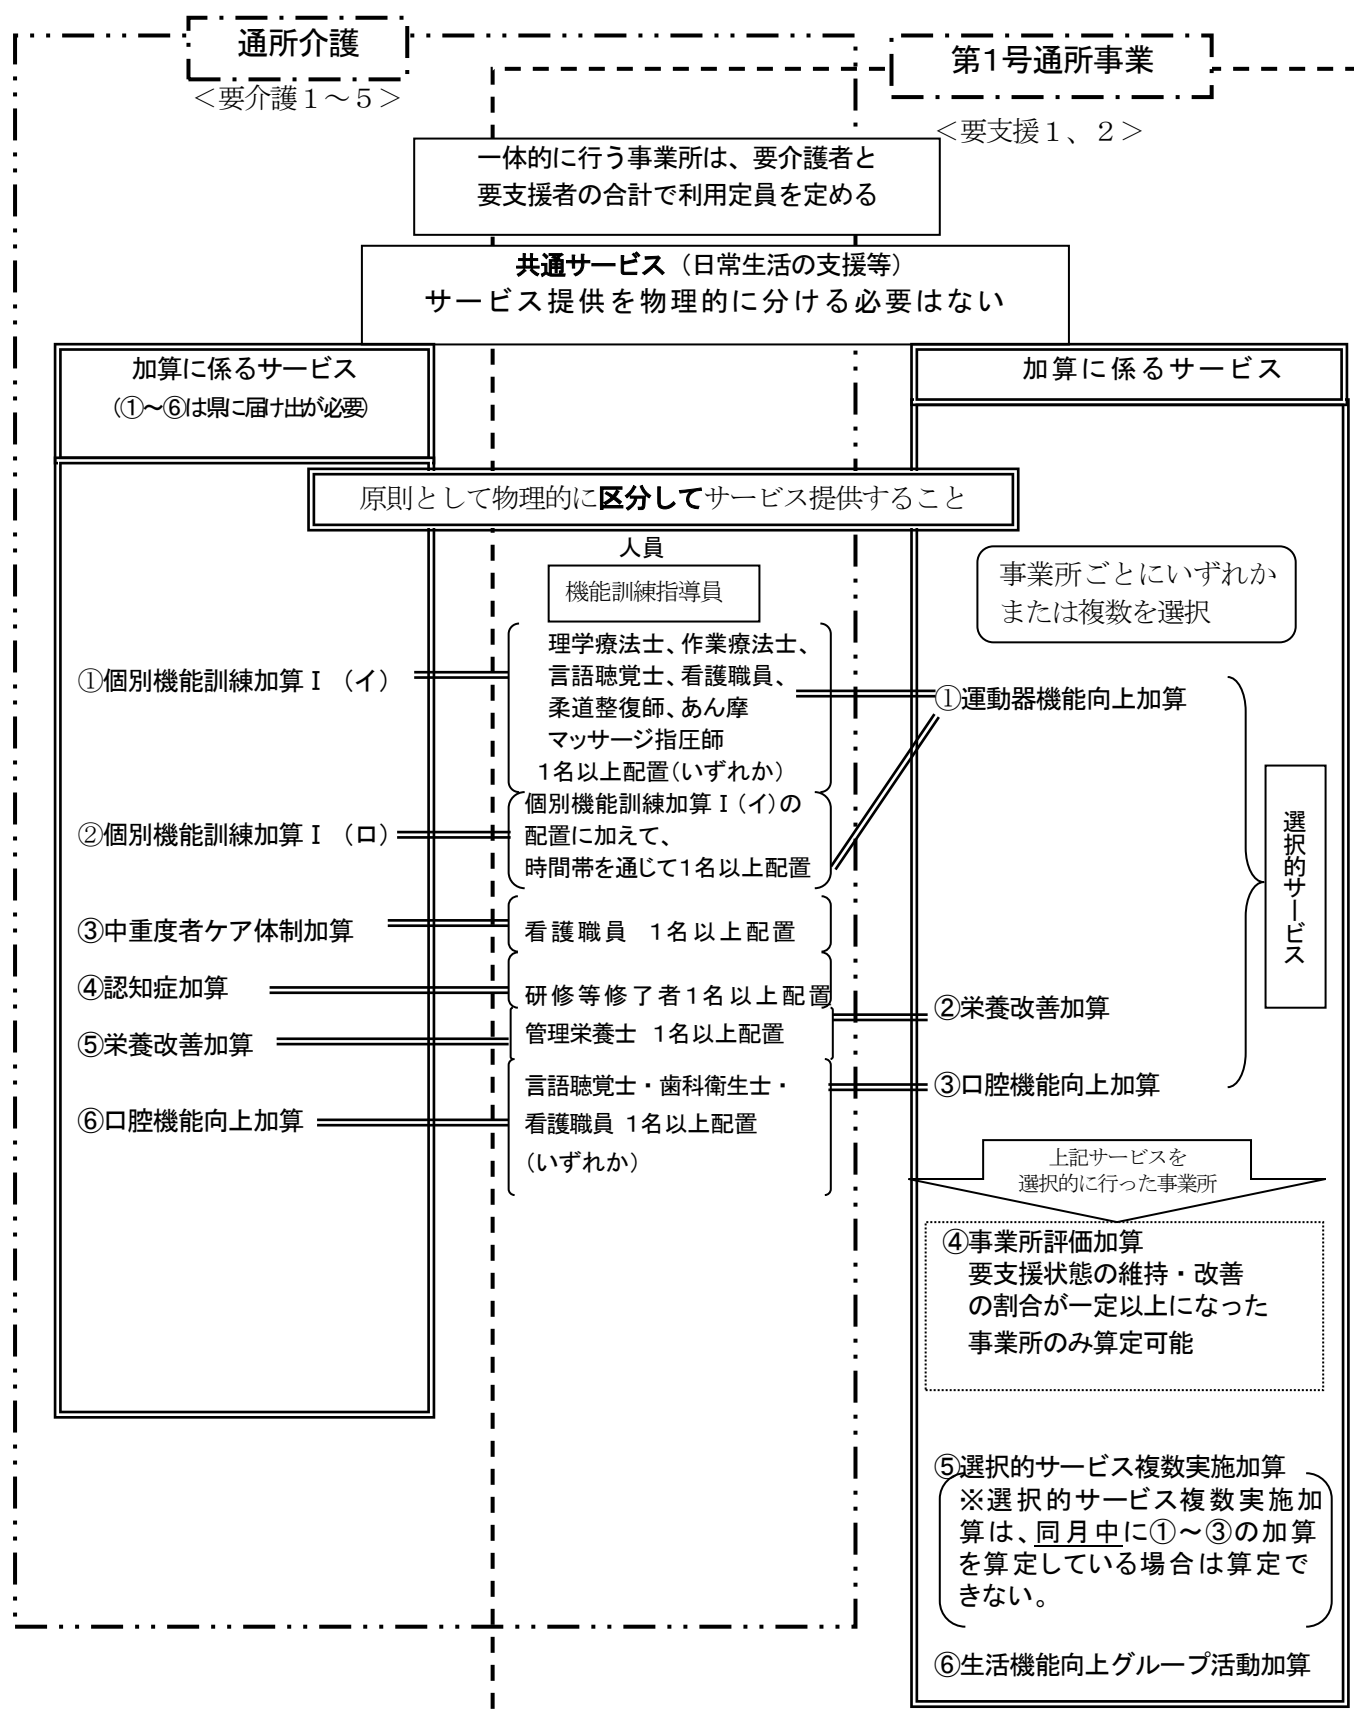 通所介護
＜要介護１～５＞
第1号通所事業
＜要支援１、２＞
一体的に行う事業所は、要介護者と
要支援者の合計で利用定員を定める
共通サービス（日常生活の支援等）
サービス提供を物理的に分ける必要はない
加算に係るサービス
（①～⑥は県に届け出が必要）
加算に係るサービス
原則として物理的に区分してサービス提供すること
人員
機能訓練指導員
事業所ごとにいずれか
または複数を選択
①個別機能訓練加算Ⅰ（イ）
理学療法士、作業療法士、
言語聴覚士、看護職員、
柔道整復師、あん摩
マッサージ指圧師
1名以上配置（いずれか）
①運動器機能向上加算
②個別機能訓練加算Ⅰ（ロ）
個別機能訓練加算Ⅰ（イ）の
配置に加えて、
時間帯を通じて1名以上配置
選択的サービス
③中重度者ケア体制加算
看護職員 1名以上配置
④認知症加算
研修等修了者1名以上配置
②栄養改善加算
⑤栄養改善加算
管理栄養士 1名以上配置
③口腔機能向上加算
⑥口腔機能向上加算
言語聴覚士・歯科衛生士・
看護職員 1名以上配置
（いずれか）
上記サービスを
選択的に行った事業所
④事業所評価加算
要支援状態の維持・改善
の割合が一定以上になった
事業所のみ算定可能
⑤選択的サービス複数実施加算
※選択的サービス複数実施加
算は、同月中に①～③の加算
を算定している場合は算定で
きない。
⑥生活機能向上グループ活動加算